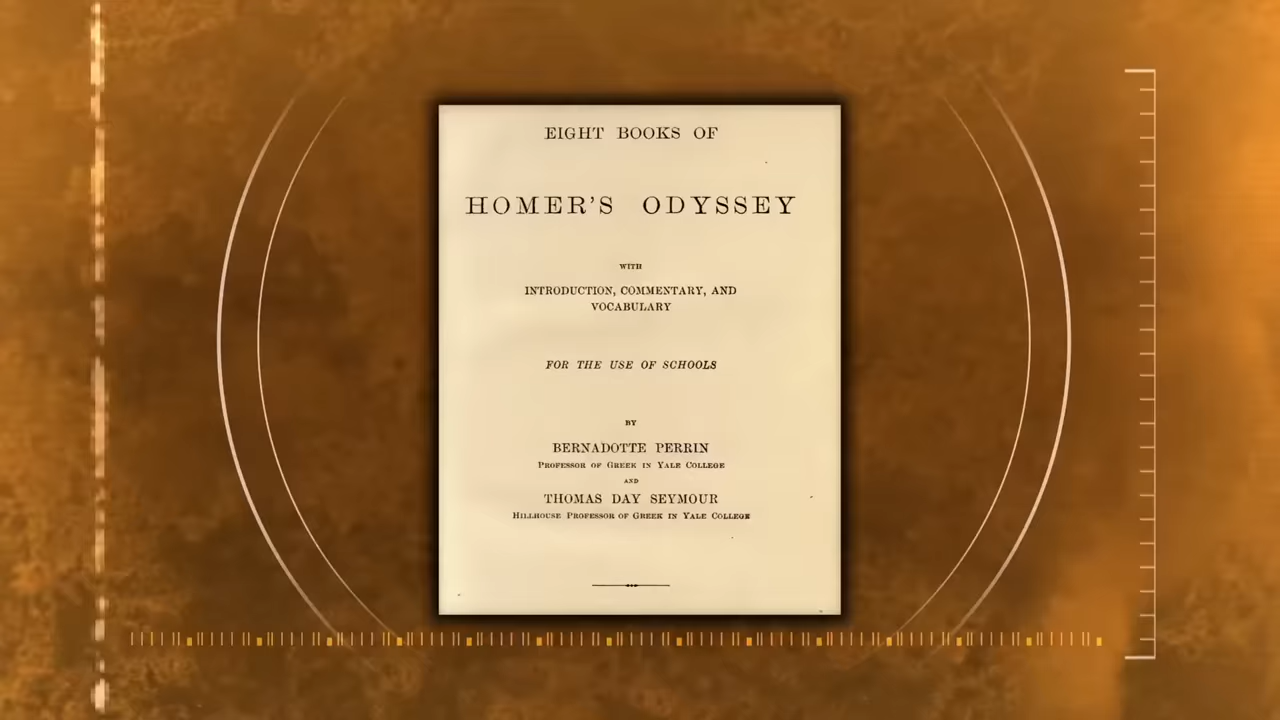 EIGHT BOOKS OF
HOMER'S ODYSSEY
WITH
INTRODUCTION, COMMENTARY, AND
VOCABULARY
FOR THE USE OF SCHOOLS
BY
BERNADOTTE PERRIN
PROFESSOR OF GREEK IN YALE COLLEGE
AND
THOMAS DAY SEYMOUR
HILLHOUSE PROFESSOR OF GREEK IN YALE COLLEGE